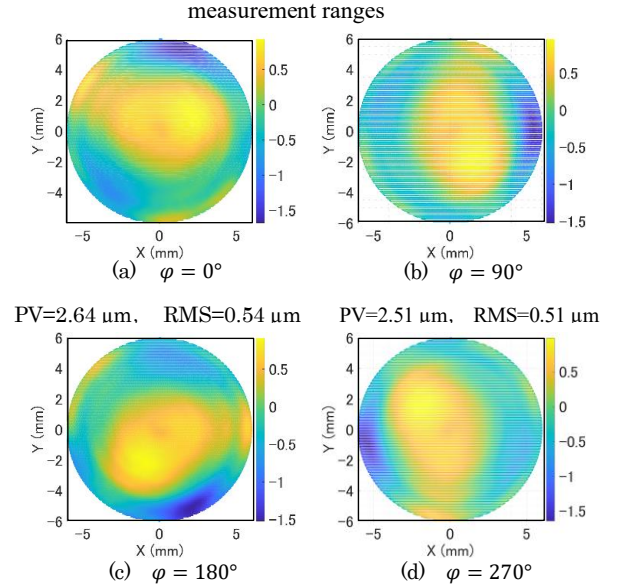 measurement ranges
6
4
2
0
−2
−4
−6
Y (mm)
−5 0 5
X (mm)
0.5
0
−0.5
−1
−1.5
(a) φ = 0°
6
4
2
0
−2
−4
−6
Y (mm)
−5 0 5
X (mm)
0.5
0
−0.5
−1
−1.5
(b) φ = 90°
PV=2.64 μm, RMS=0.54 μm
PV=2.51 μm, RMS=0.51 μm
6
4
2
0
−2
−4
−6
Y (mm)
−5 0 5
X (mm)
0.5
0
−0.5
−1
−1.5
(c) φ = 180°
6
4
2
0
−2
−4
−6
Y (mm)
−5 0 5
X (mm)
0.5
0
−0.5
−1
−1.5
(d) φ = 270°